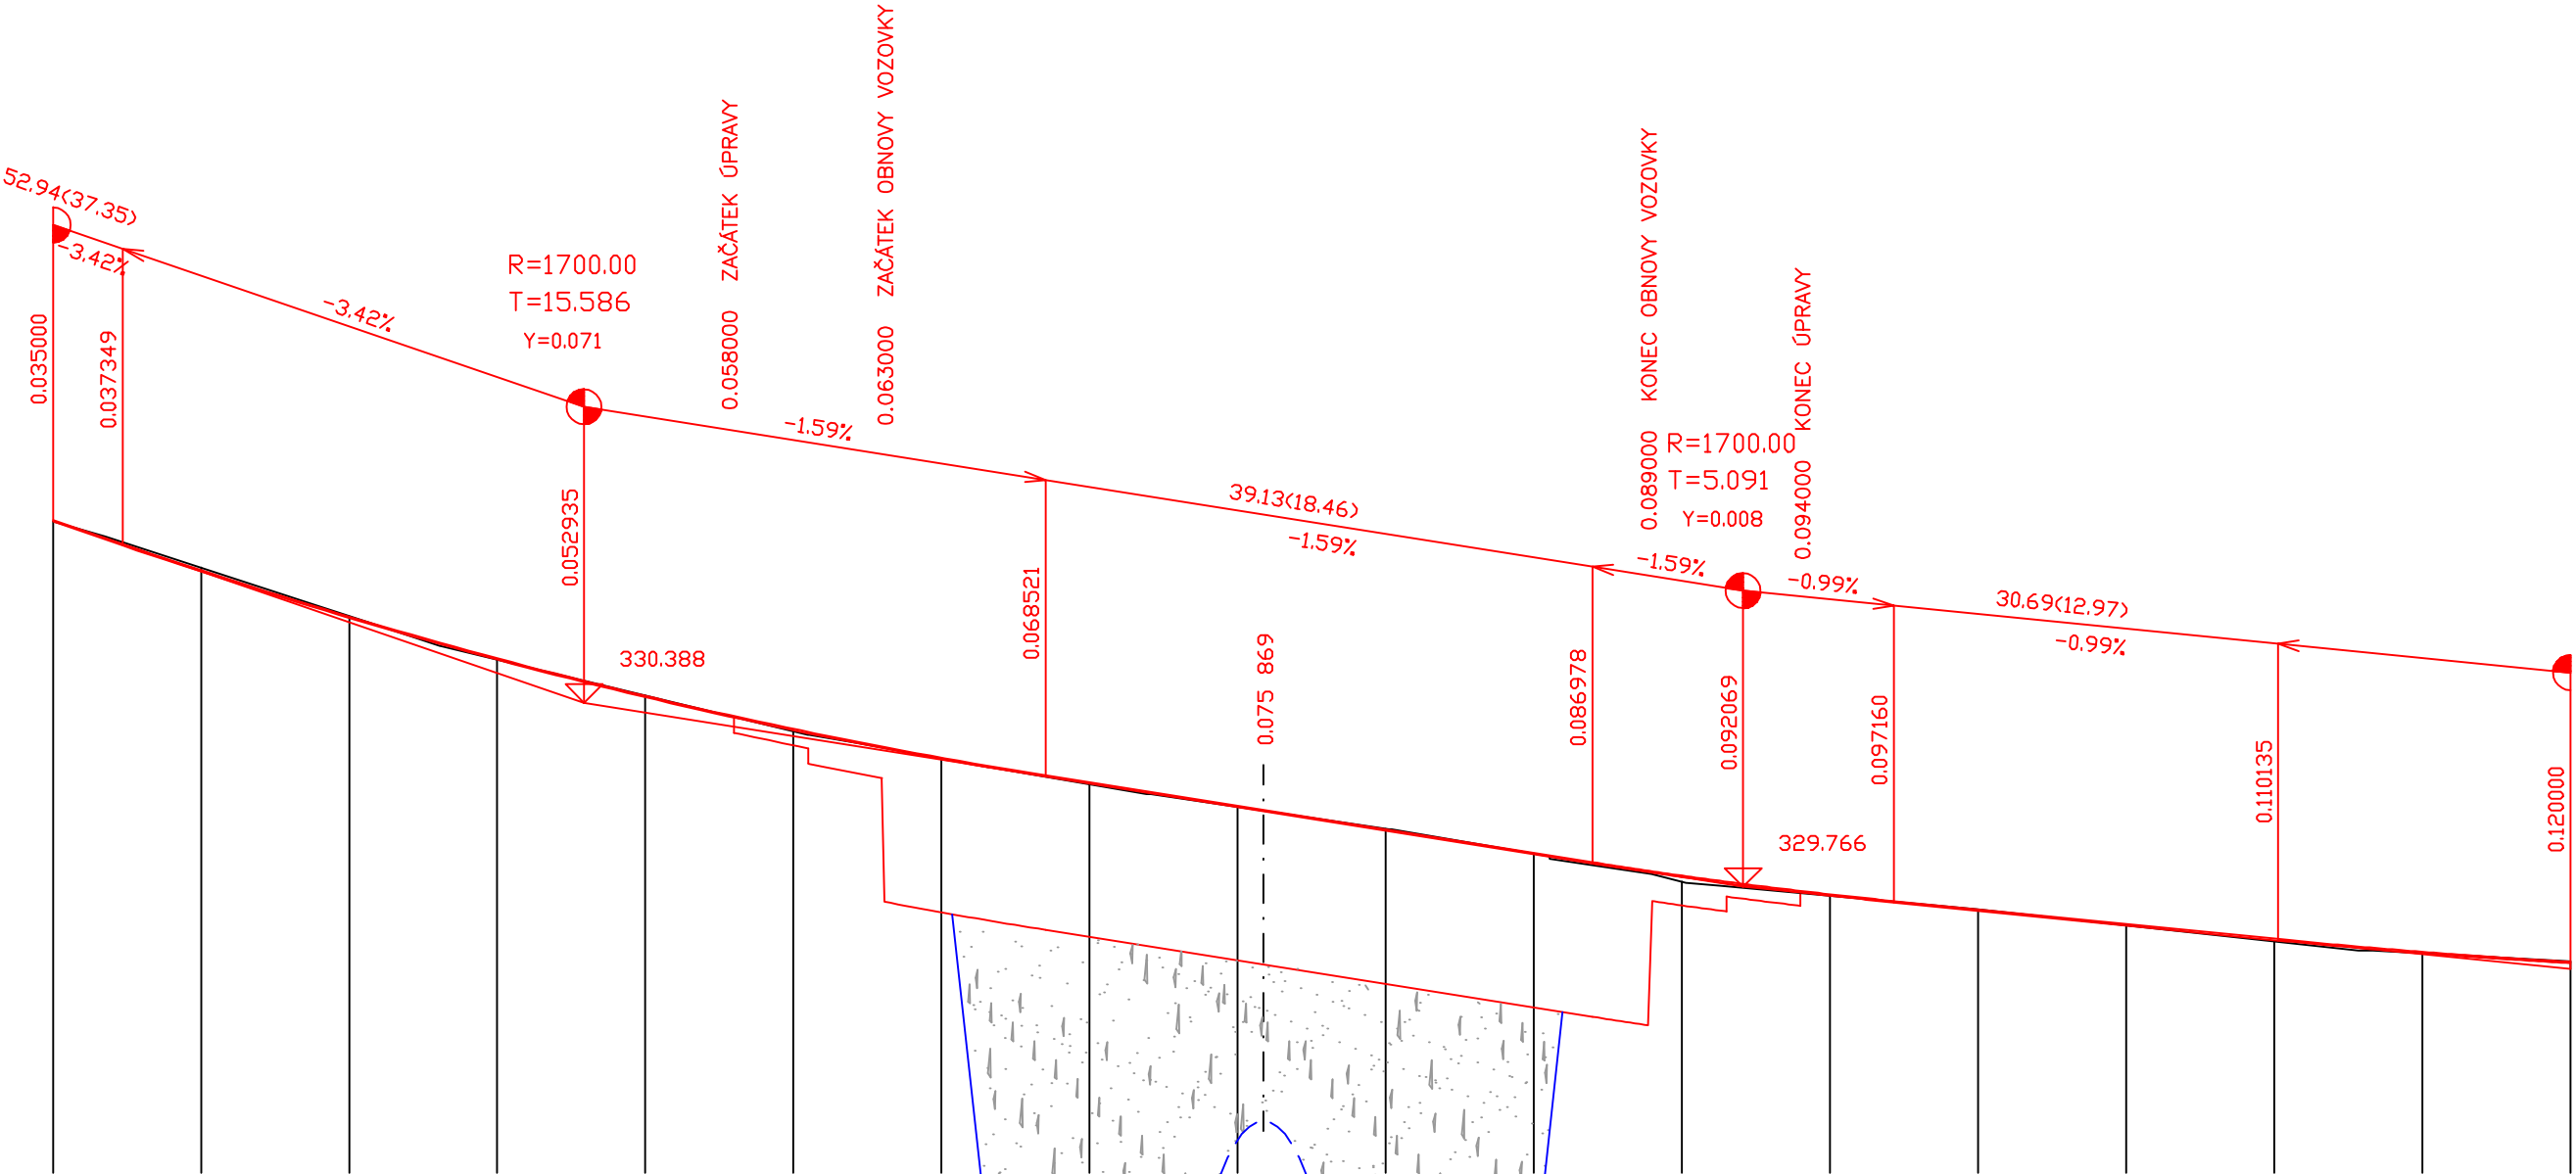 52.94(37.35)
-3.42%
0.035000
0.037349
-3.42%
R=1700.00
T=15.586
Y=0.071
0.052935
330.388
0.058000 ZAČÁTEK ÚPRAVY
0.063000 ZAČÁTEK OBNOVY VOZOVKY
-1.59%
0.068521
39.13(18.46)
-1.59%
0.075 869
0.086978
0.089000 KONEC OBNOVY VOZOVKY
R=1700.00
T=5.091
Y=0.008
-1.59%
0.092069
329.766
0.094000 KONEC ÚPRAVY
-0.99%
0.097160
30.69(12.97)
-0.99%
0.110135
0.120000